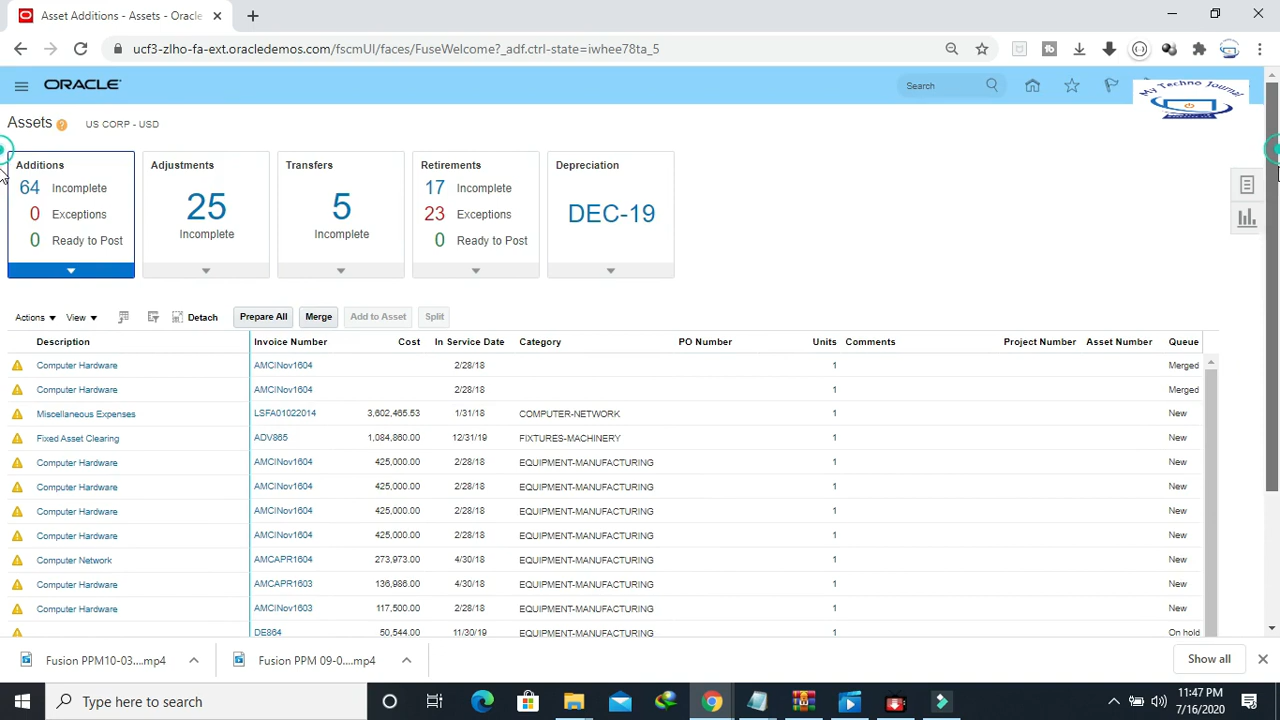 Asset Additions - Assets - Oracle
ucf3-zlho-fa-ext.oracledemos.com/fscmUI/faces/FuseWelcome?_adf.ctrl-state=iwhee78ta_5
ORACLE
Search
My Techno Journal
Assets US CORP - USD
Additions Adjustments Transfers Retirements Depreciation
64 Incomplete 25 5 17 Incomplete DEC-19
0 Exceptions Incomplete Incomplete 23 Exceptions
0 Ready to Post 0 Ready to Post
Actions View Detach Prepare All Merge Add to Asset Split
Description Invoice Number Cost In Service Date Category PO Number Units Comments Project Number Asset Number Queue
Computer Hardware AMCINov1604 2/28/18 1 Merged
Computer Hardware AMCINov1604 2/28/18 1 Merged
Miscellaneous Expenses LSFA01022014 3,602,465.53 1/31/18 COMPUTER-NETWORK 1 New
Fixed Asset Clearing ADV865 1,084,860.00 12/31/19 FIXTURES-MACHINERY 1 New
Computer Hardware AMCINov1604 425,000.00 2/28/18 EQUIPMENT-MANUFACTURING 1 New
Computer Hardware AMCINov1604 425,000.00 2/28/18 EQUIPMENT-MANUFACTURING 1 New
Computer Hardware AMCINov1604 425,000.00 2/28/18 EQUIPMENT-MANUFACTURING 1 New
Computer Hardware AMCINov1604 425,000.00 2/28/18 EQUIPMENT-MANUFACTURING 1 New
Computer Network AMCAPR1604 273,973.00 4/30/18 EQUIPMENT-MANUFACTURING 1 New
Computer Hardware AMCAPR1603 136,986.00 4/30/18 EQUIPMENT-MANUFACTURING 1 New
Computer Hardware AMCINov1603 117,500.00 2/28/18 EQUIPMENT-MANUFACTURING 1 New
DE864 50,544.00 11/30/19 EQUIPMENT-MANUFACTURING 1 On hold
Fusion PPM10-03....mp4 Fusion PPM 09-0....mp4 Show all
Type here to search
11:47 PM
7/16/2020